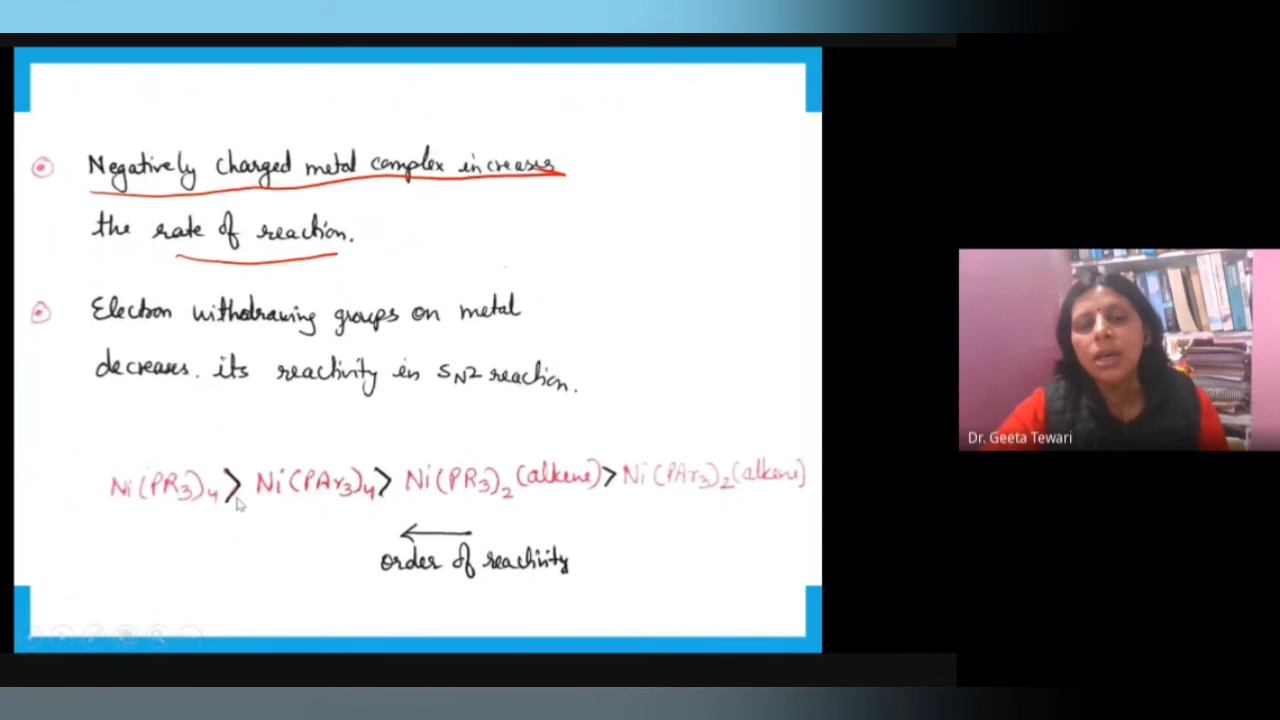 Negatively charged metal complex increases
the rate of reaction.
Electron withdrawing groups on metal
decreases. its reactivity in SN2 reaction.
Ni(PR3)4 > Ni(PAr3)4 > Ni(PR3)2(alkene) > Ni(PAr3)2(alkene)
←
order of reactivity
Dr. Geeta Tewari